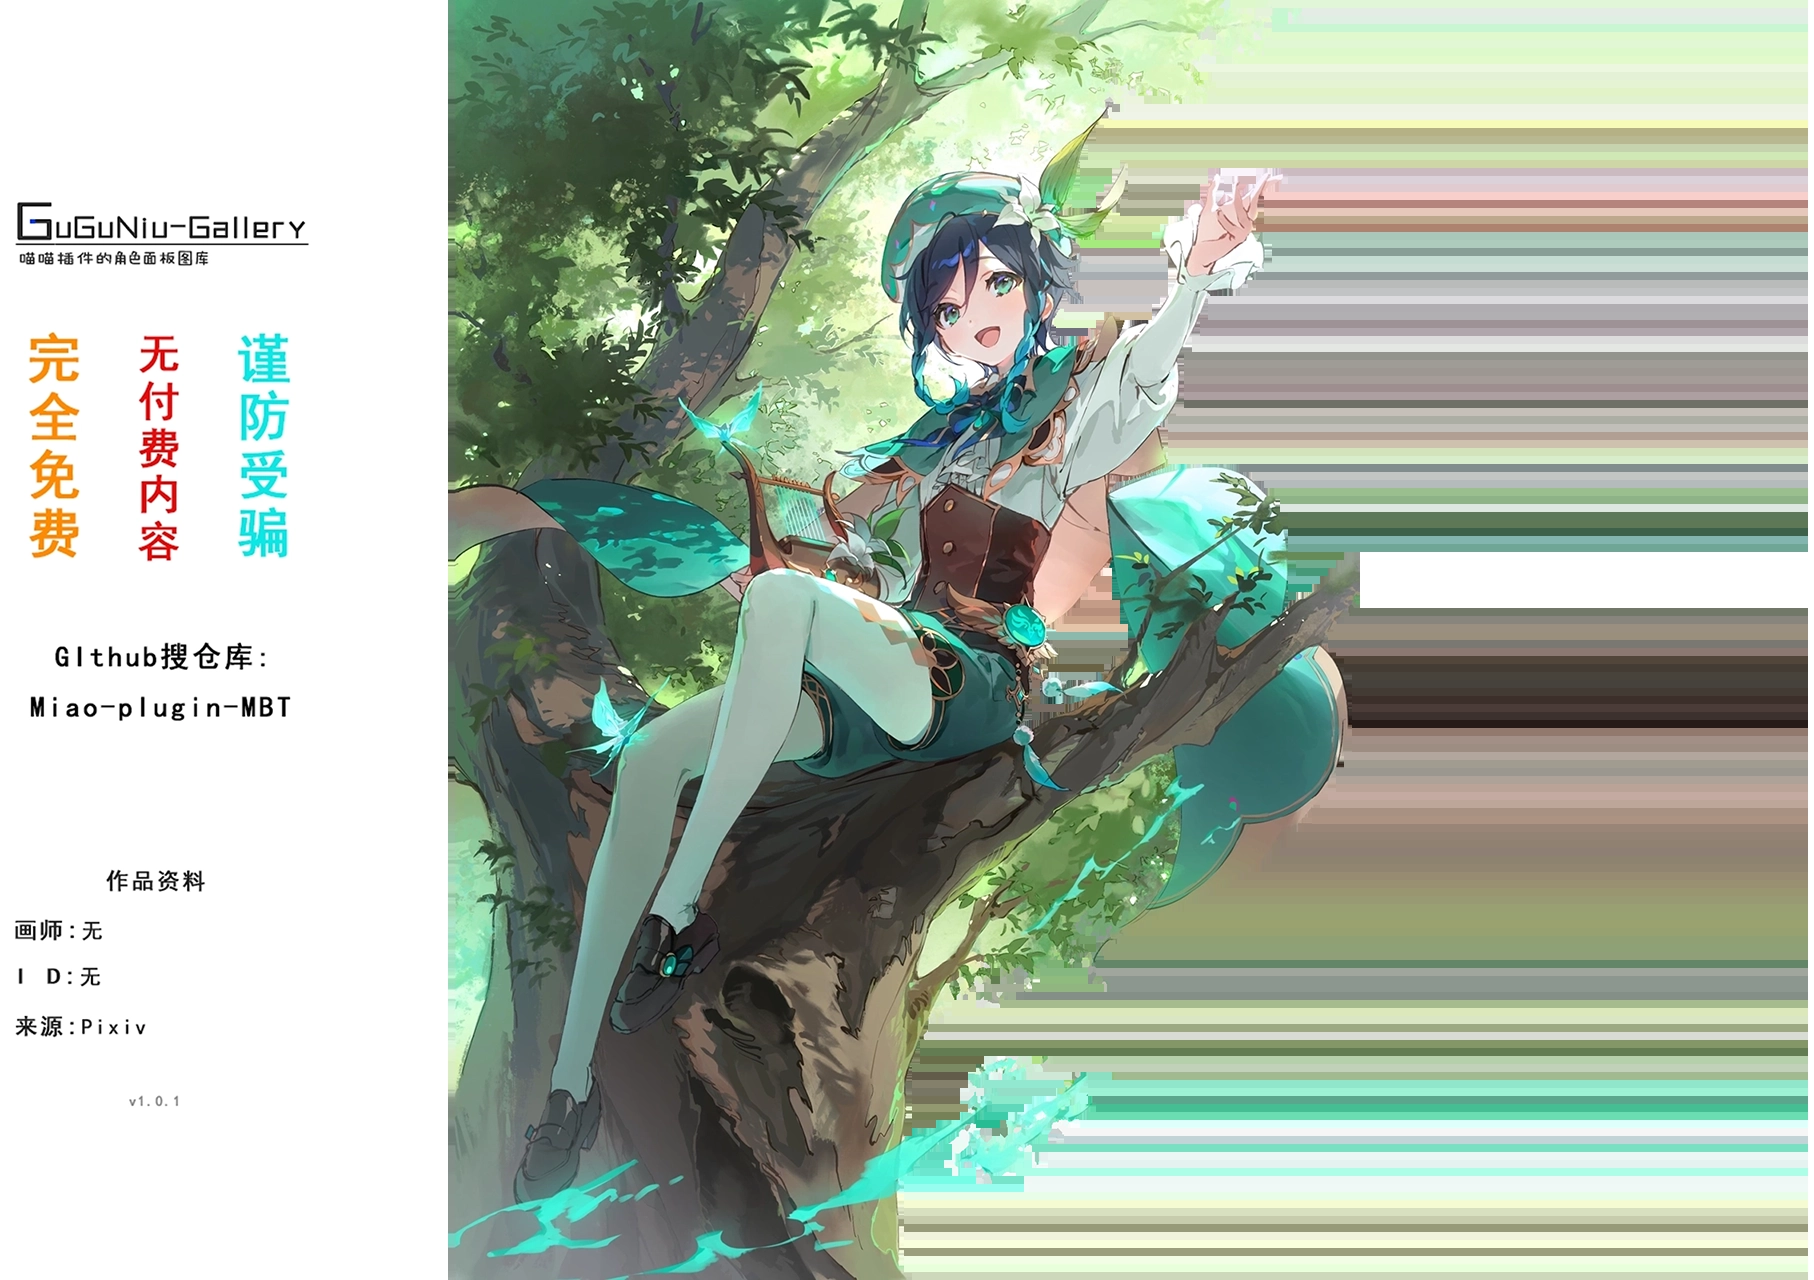 GuGuNiu-Gallery
喵喵插件的角色面板图库
完全免费
无付费内容
谨防受骗
GIthub搜仓库:
Miao-plugin-MBT
作品资料
画师:无
I D:无
来源:Pixiv
v1.0.1